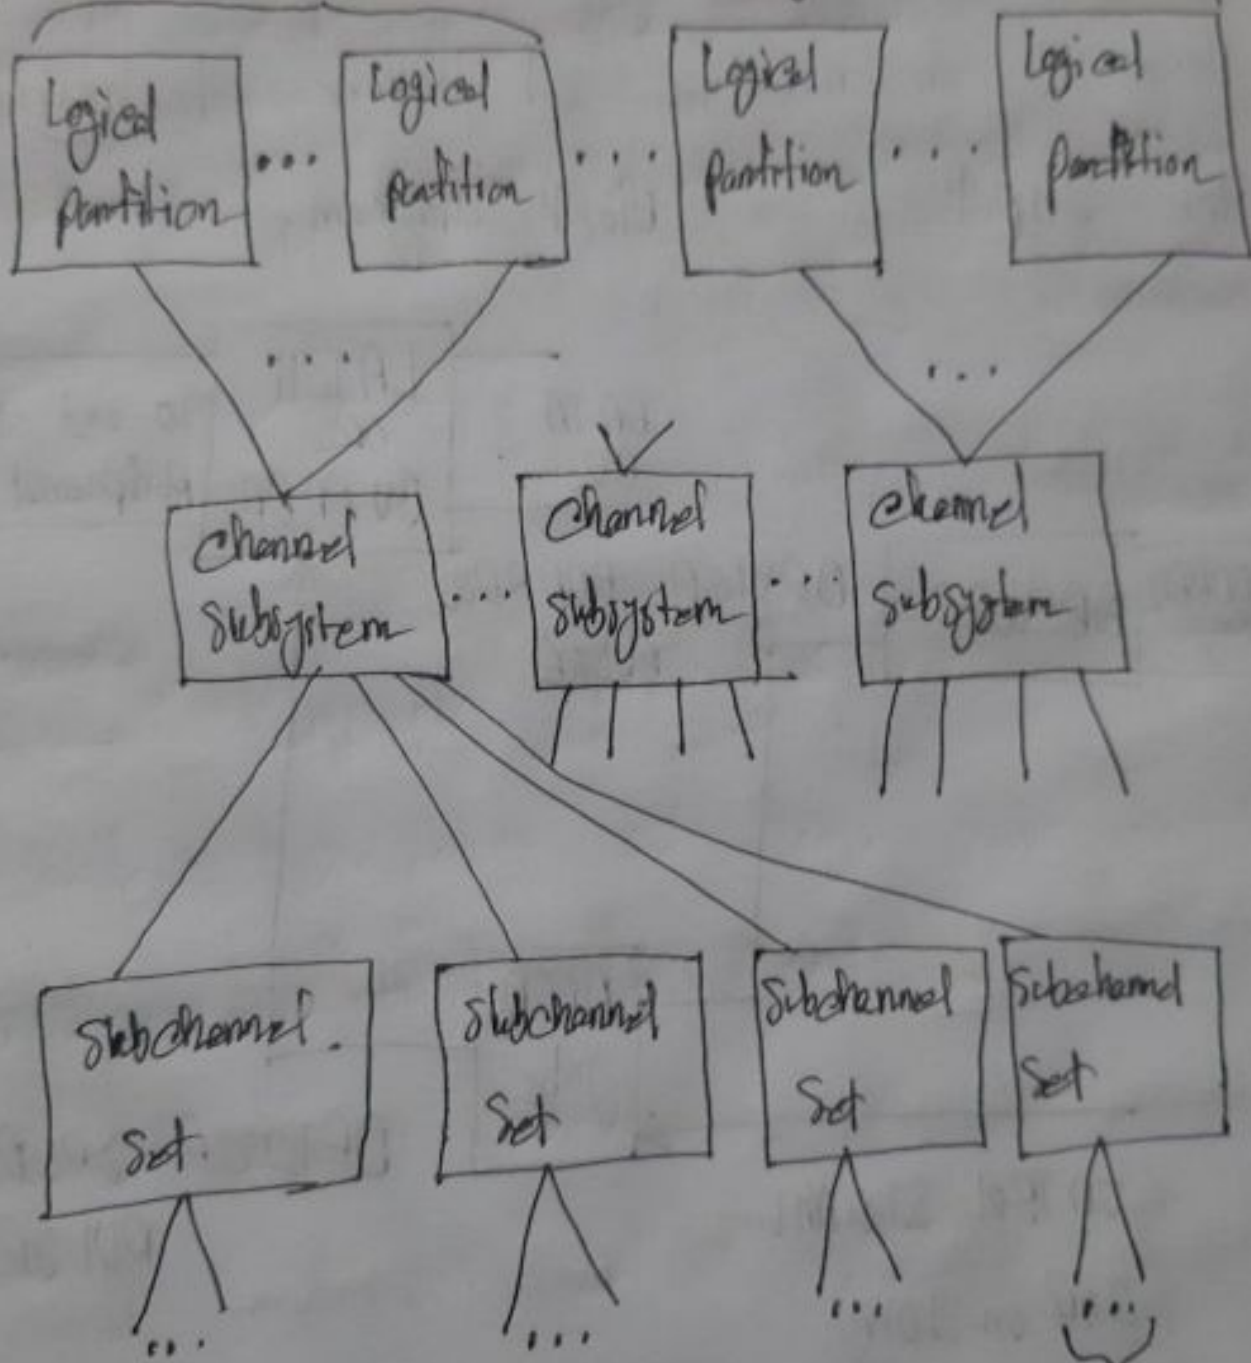 Logical
partition
...
Logical
partition
...
Logical
partition
...
Logical
partition
...
...
Channel
subsystem
....
Channel
subsystem
...
Channel
subsystem
Subchannel
Set.
Subchannel
Set
Subchannel
Set
Subchannel
Set
...
...
...
...